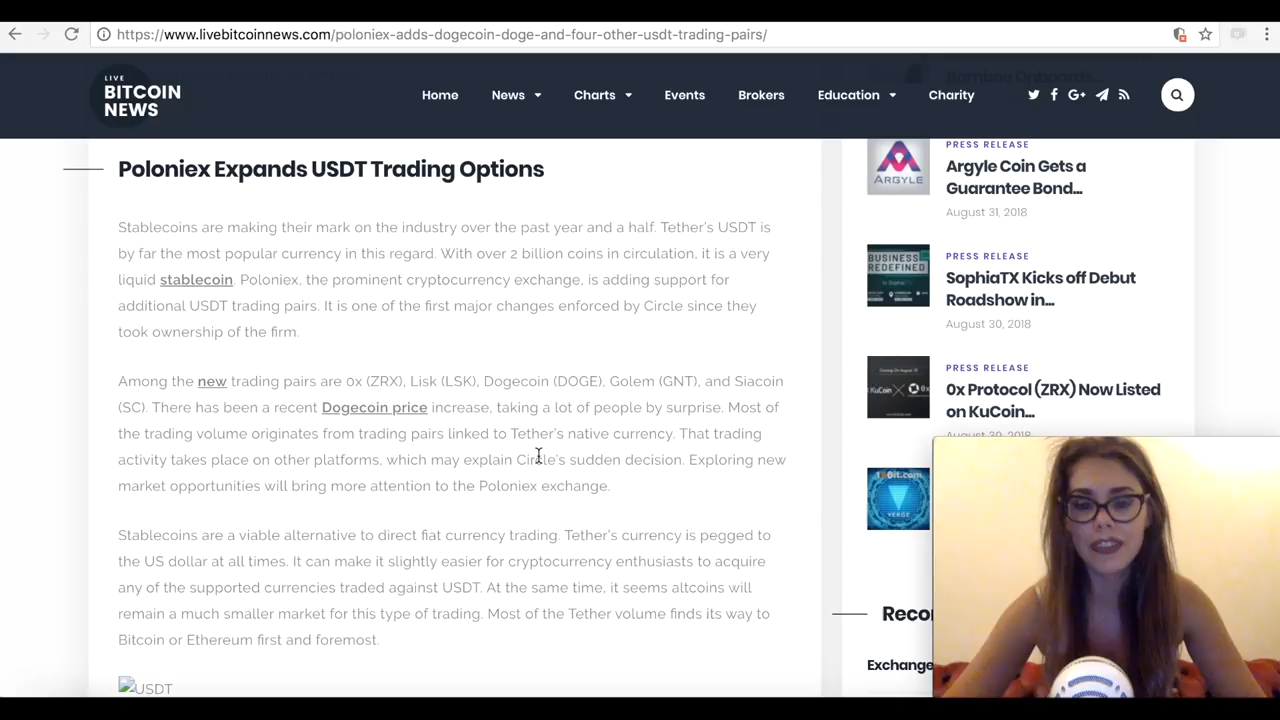 https://www.livebitcoinnews.com/poloniex-adds-dogecoin-doge-and-four-other-usdt-trading-pairs/
LIVE
BITCOIN
NEWS
Home
News
Charts
Events
Brokers
Education
Charity
Bamboo Onboards...
Poloniex Expands USDT Trading Options
Stablecoins are making their mark on the industry over the past year and a half. Tether's USDT is
by far the most popular currency in this regard. With over 2 billion coins in circulation, it is a very
liquid stablecoin. Poloniex, the prominent cryptocurrency exchange, is adding support for
additional USDT trading pairs. It is one of the first major changes enforced by Circle since they
took ownership of the firm.
Among the new trading pairs are 0x (ZRX), Lisk (LSK), Dogecoin (DOGE), Golem (GNT), and Siacoin
(SC). There has been a recent Dogecoin price increase, taking a lot of people by surprise. Most of
the trading volume originates from trading pairs linked to Tether's native currency. That trading
activity takes place on other platforms, which may explain Circle's sudden decision. Exploring new
market opportunities will bring more attention to the Poloniex exchange.
Stablecoins are a viable alternative to direct fiat currency trading. Tether's currency is pegged to
the US dollar at all times. It can make it slightly easier for cryptocurrency enthusiasts to acquire
any of the supported currencies traded against USDT. At the same time, it seems altcoins will
remain a much smaller market for this type of trading. Most of the Tether volume finds its way to
Bitcoin or Ethereum first and foremost.
USDT
PRESS RELEASE
Argyle Coin Gets a
Guarantee Bond...
August 31, 2018
ARGYLE
PRESS RELEASE
SophiaTX Kicks off Debut
Roadshow in...
August 30, 2018
BUSINESS
REDEFINED
PRESS RELEASE
0x Protocol (ZRX) Now Listed
on KuCoin...
August 30, 2018
KuCoin
VERGE
Exchange